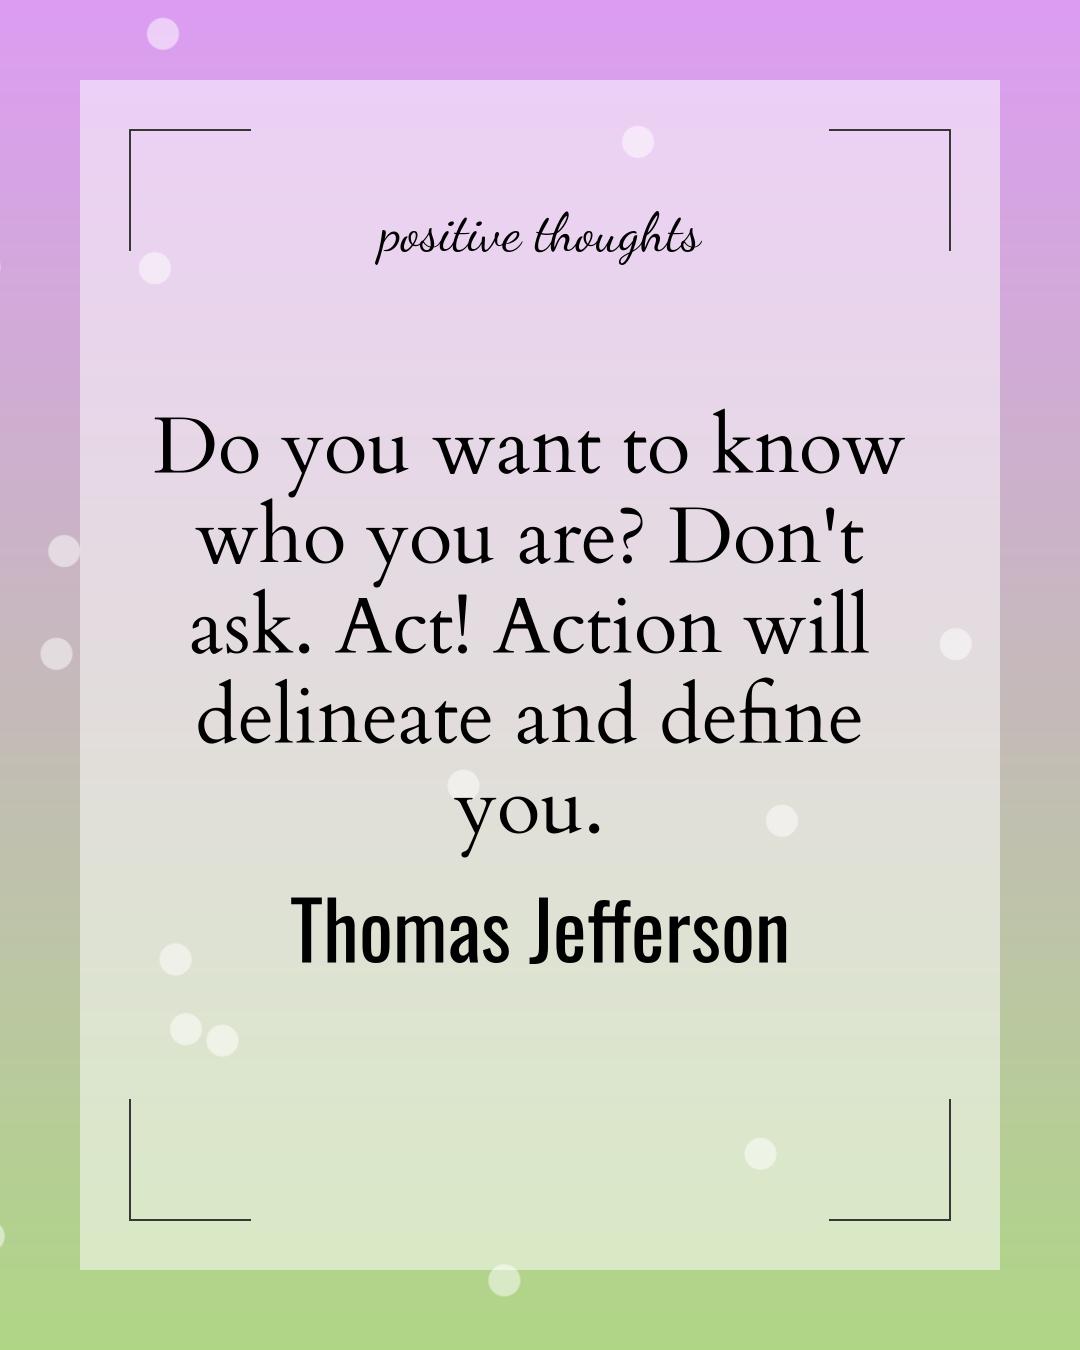 positive thoughts
Do you want to know
who you are? Don't
ask. Act! Action will
delineate and define
you.
Thomas Jefferson